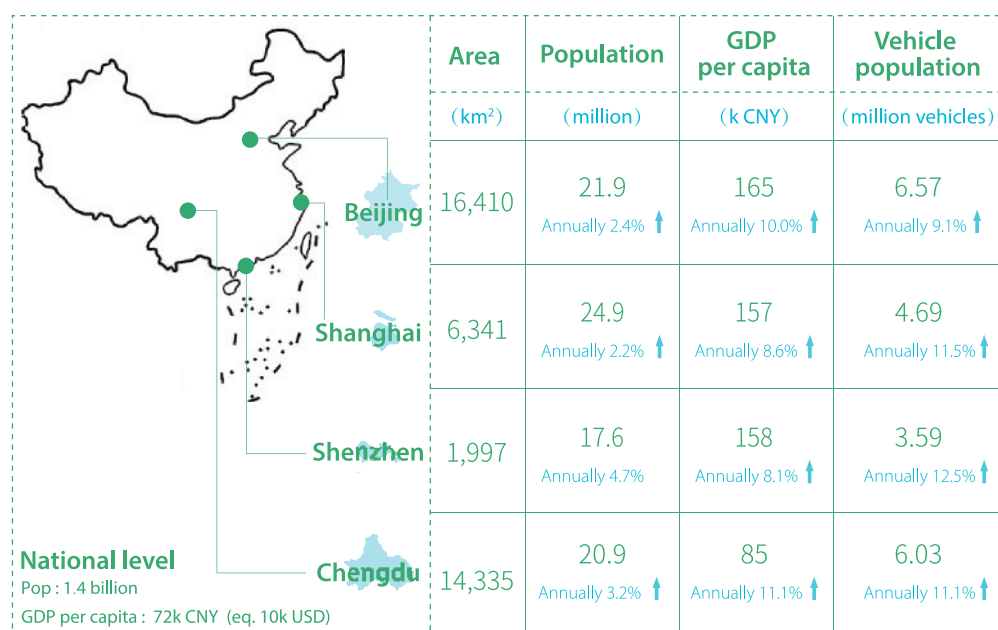 Area
Population
GDP
per capita
Vehicle
population
(km²)
(million)
(k CNY)
(million vehicles)
Beijing
16,410
21.9
Annually 2.4%
165
Annually 10.0%
6.57
Annually 9.1%
Shanghai
6,341
24.9
Annually 2.2%
157
Annually 8.6%
4.69
Annually 11.5%
Shenzhen
1,997
17.6
Annually 4.7%
158
Annually 8.1%
3.59
Annually 12.5%
Chengdu
14,335
20.9
Annually 3.2%
85
Annually 11.1%
6.03
Annually 11.1%
National level
Pop : 1.4 billion
GDP per capita : 72k CNY (eq. 10k USD)